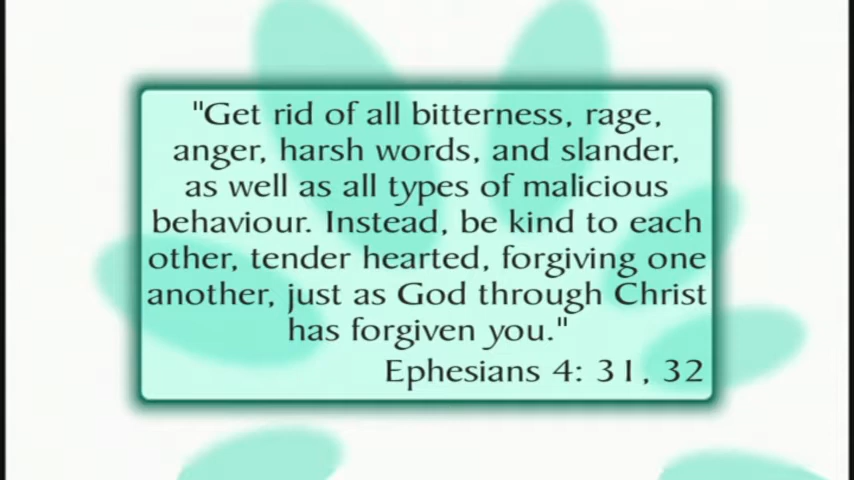 "Get rid of all bitterness, rage,
anger, harsh words, and slander,
as well as all types of malicious
behaviour. Instead, be kind to each
other, tender hearted, forgiving one
another, just as God through Christ
has forgiven you."
Ephesians 4: 31, 32